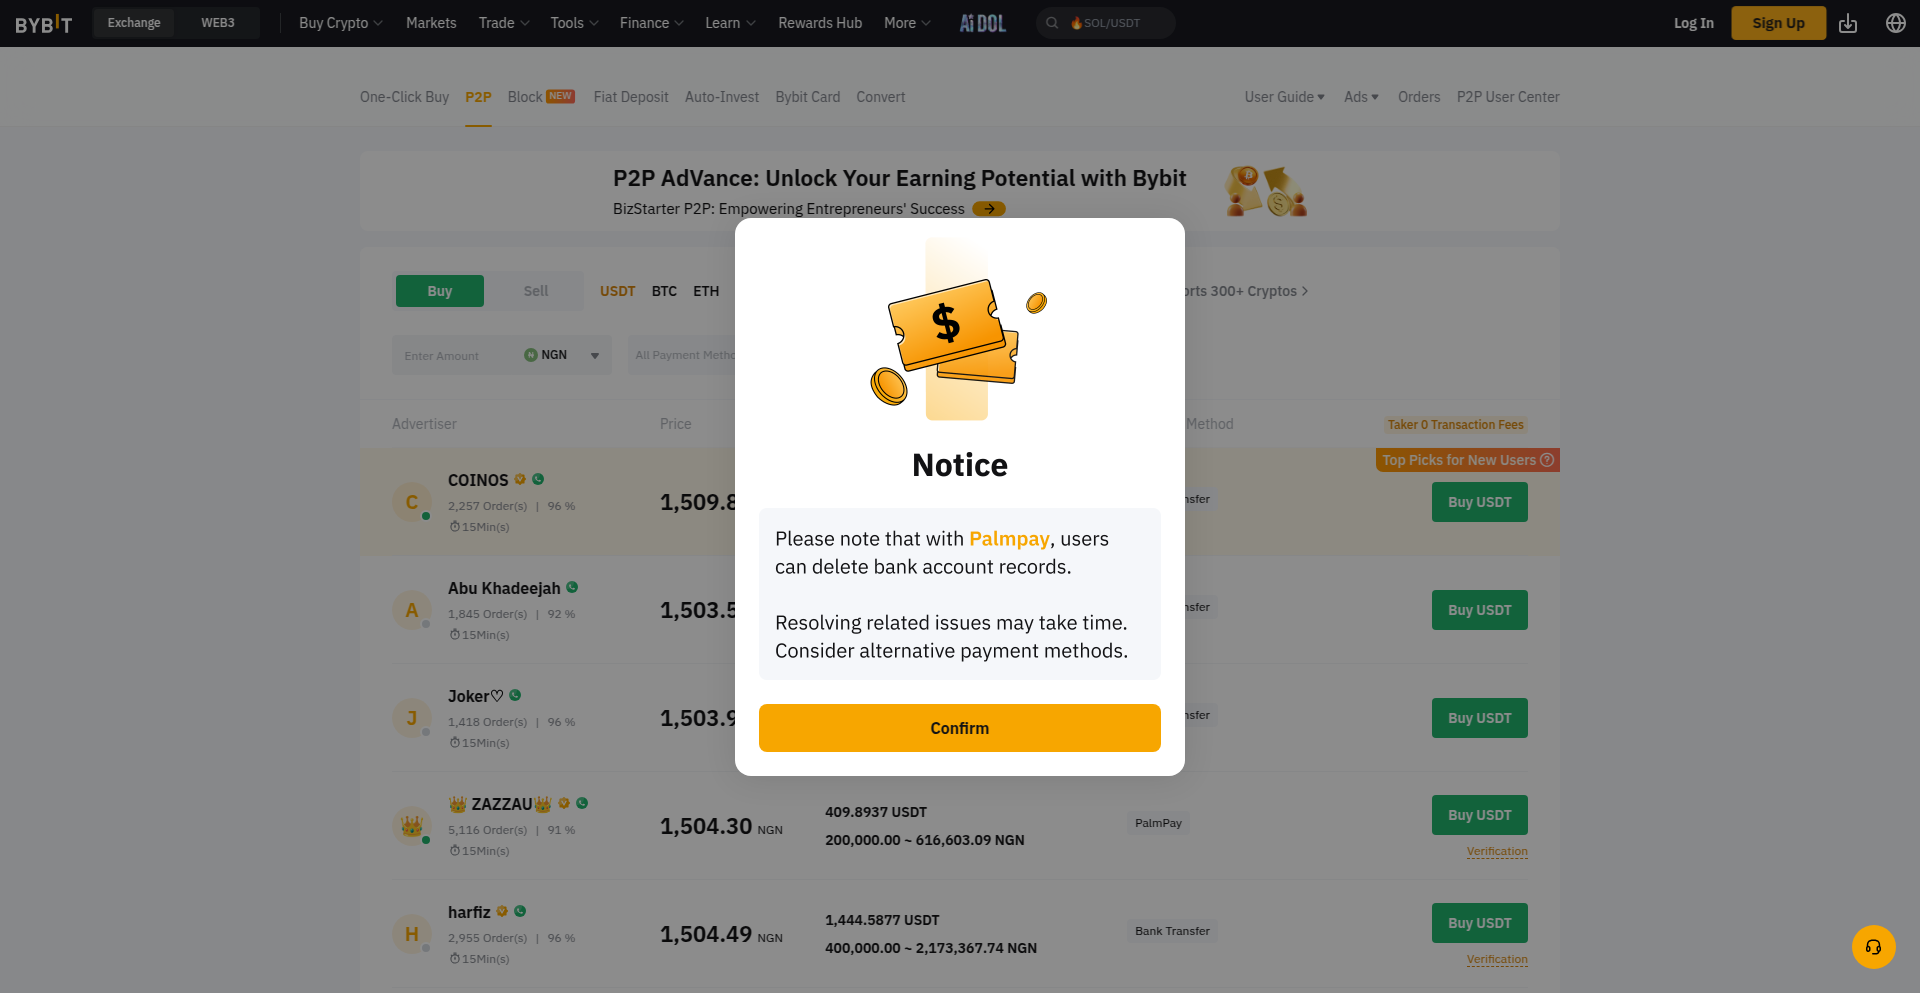 BYBIT Exchange WEB3 Buy Crypto Markets Trade Tools Finance Learn Rewards Hub More AiDOL SOL/USDT Log In Sign Up
One-Click Buy P2P Block NEW Fiat Deposit Auto-Invest Bybit Card Convert User Guide Ads Orders P2P User Center
P2P AdVance: Unlock Your Earning Potential with Bybit
BizStarter P2P: Empowering Entrepreneurs' Success
Buy Sell USDT BTC ETH 300+ Cryptos
Enter Amount NGN All Payment
Advertiser Price Method Taker 0 Transaction Fees
Top Picks for New Users
COINOS
2,257 Order(s) | 96 %
15Min(s)
C
1,509.8
Buy USDT
Abu Khadeejah
1,845 Order(s) | 92 %
15Min(s)
A
1,503.5
Buy USDT
Joker♡
1,418 Order(s) | 96 %
15Min(s)
J
1,503.9
Buy USDT
$
Notice
Please note that with Palmpay, users
can delete bank account records.
Resolving related issues may take time.
Consider alternative payment methods.
Confirm
👑 ZAZZAU👑
5,116 Order(s) | 91 %
15Min(s)
1,504.30 NGN
409.8937 USDT
200,000.00 ~ 616,603.09 NGN
PalmPay
Buy USDT
Verification
harfiz
2,955 Order(s) | 96 %
15Min(s)
H
1,504.49 NGN
1,444.5877 USDT
400,000.00 ~ 2,173,367.74 NGN
Bank Transfer
Buy USDT
Verification